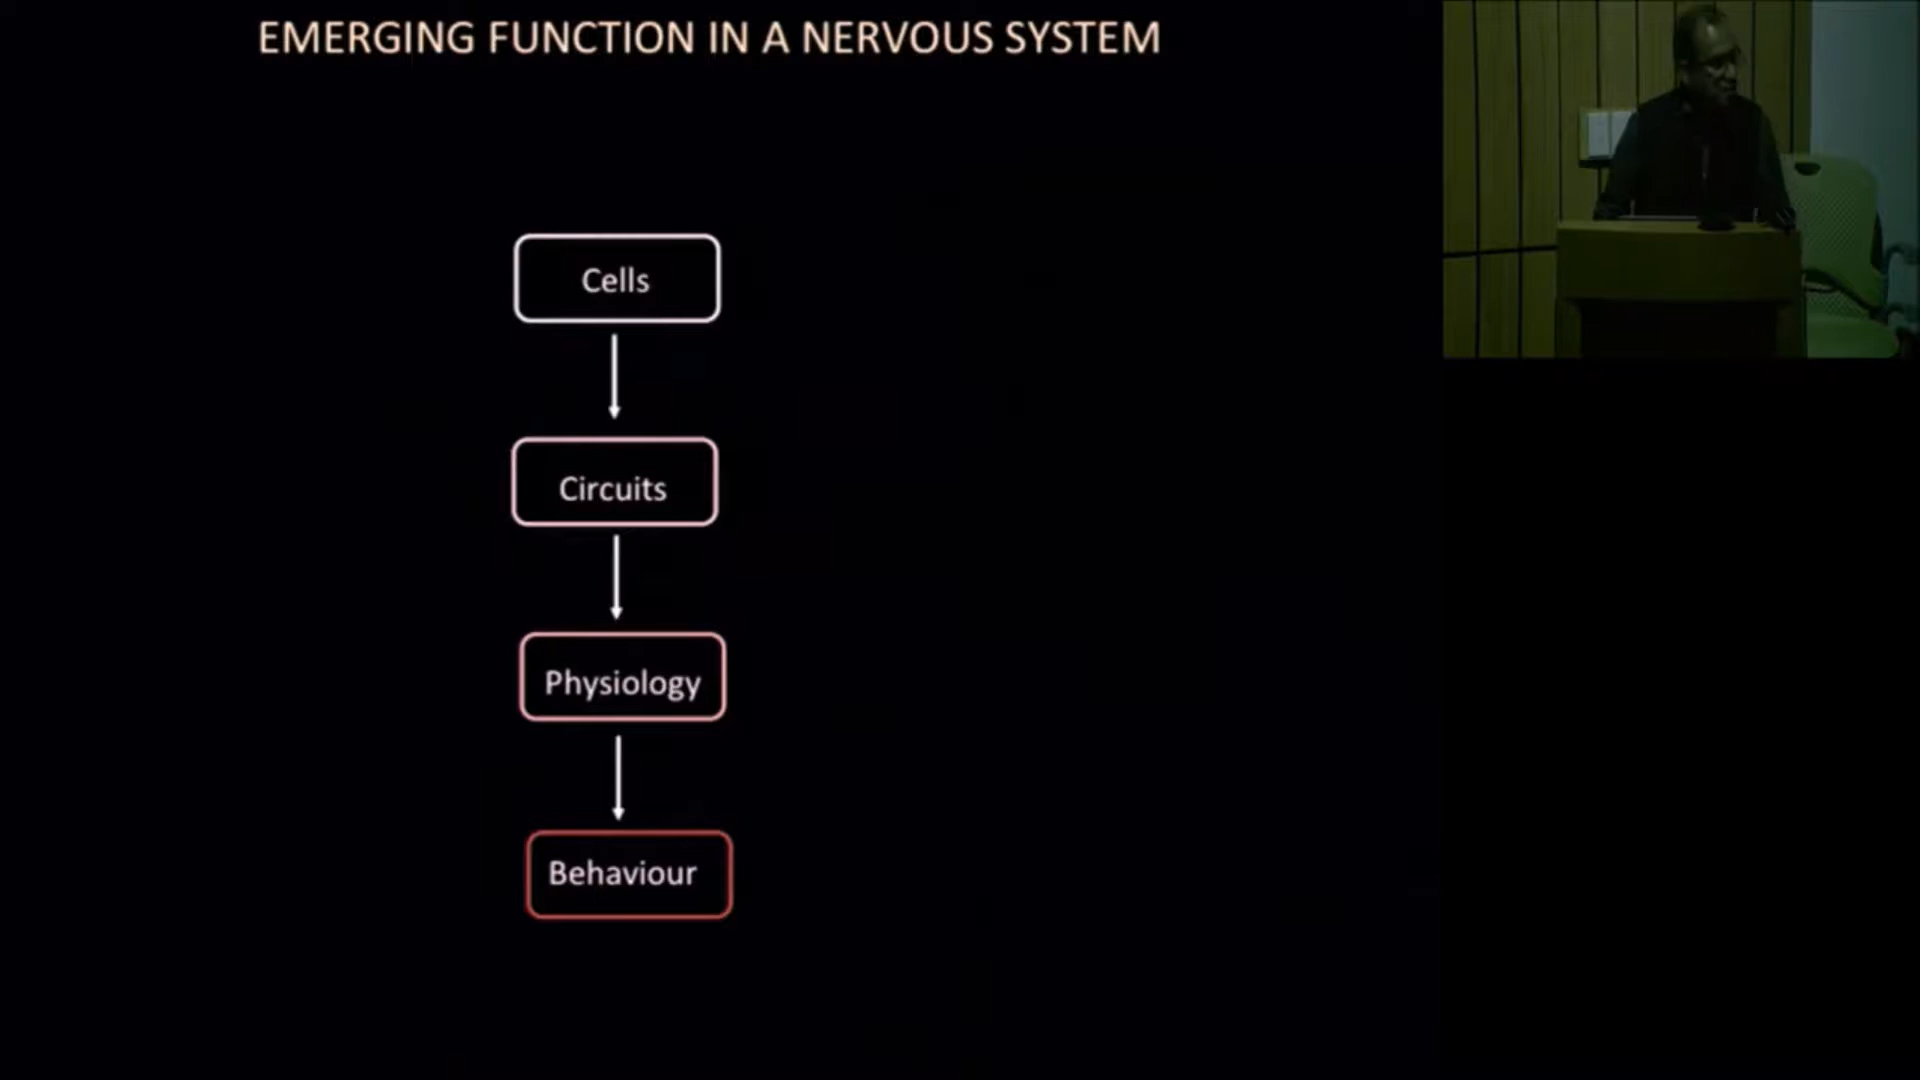 EMERGING FUNCTION IN A NERVOUS SYSTEM
Cells
Circuits
Physiology
Behaviour